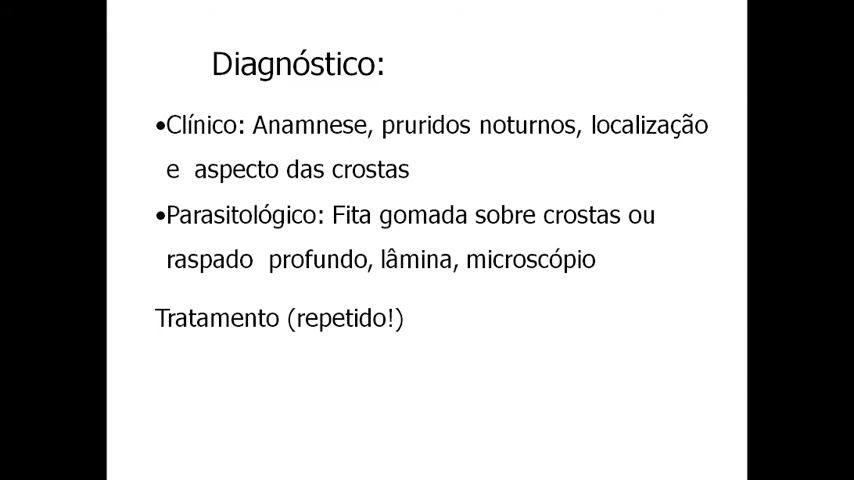 Diagnóstico:
•Clínico: Anamnese, pruridos noturnos, localização
e aspecto das crostas
•Parasitológico: Fita gomada sobre crostas ou
raspado profundo, lâmina, microscópio
Tratamento (repetido!)